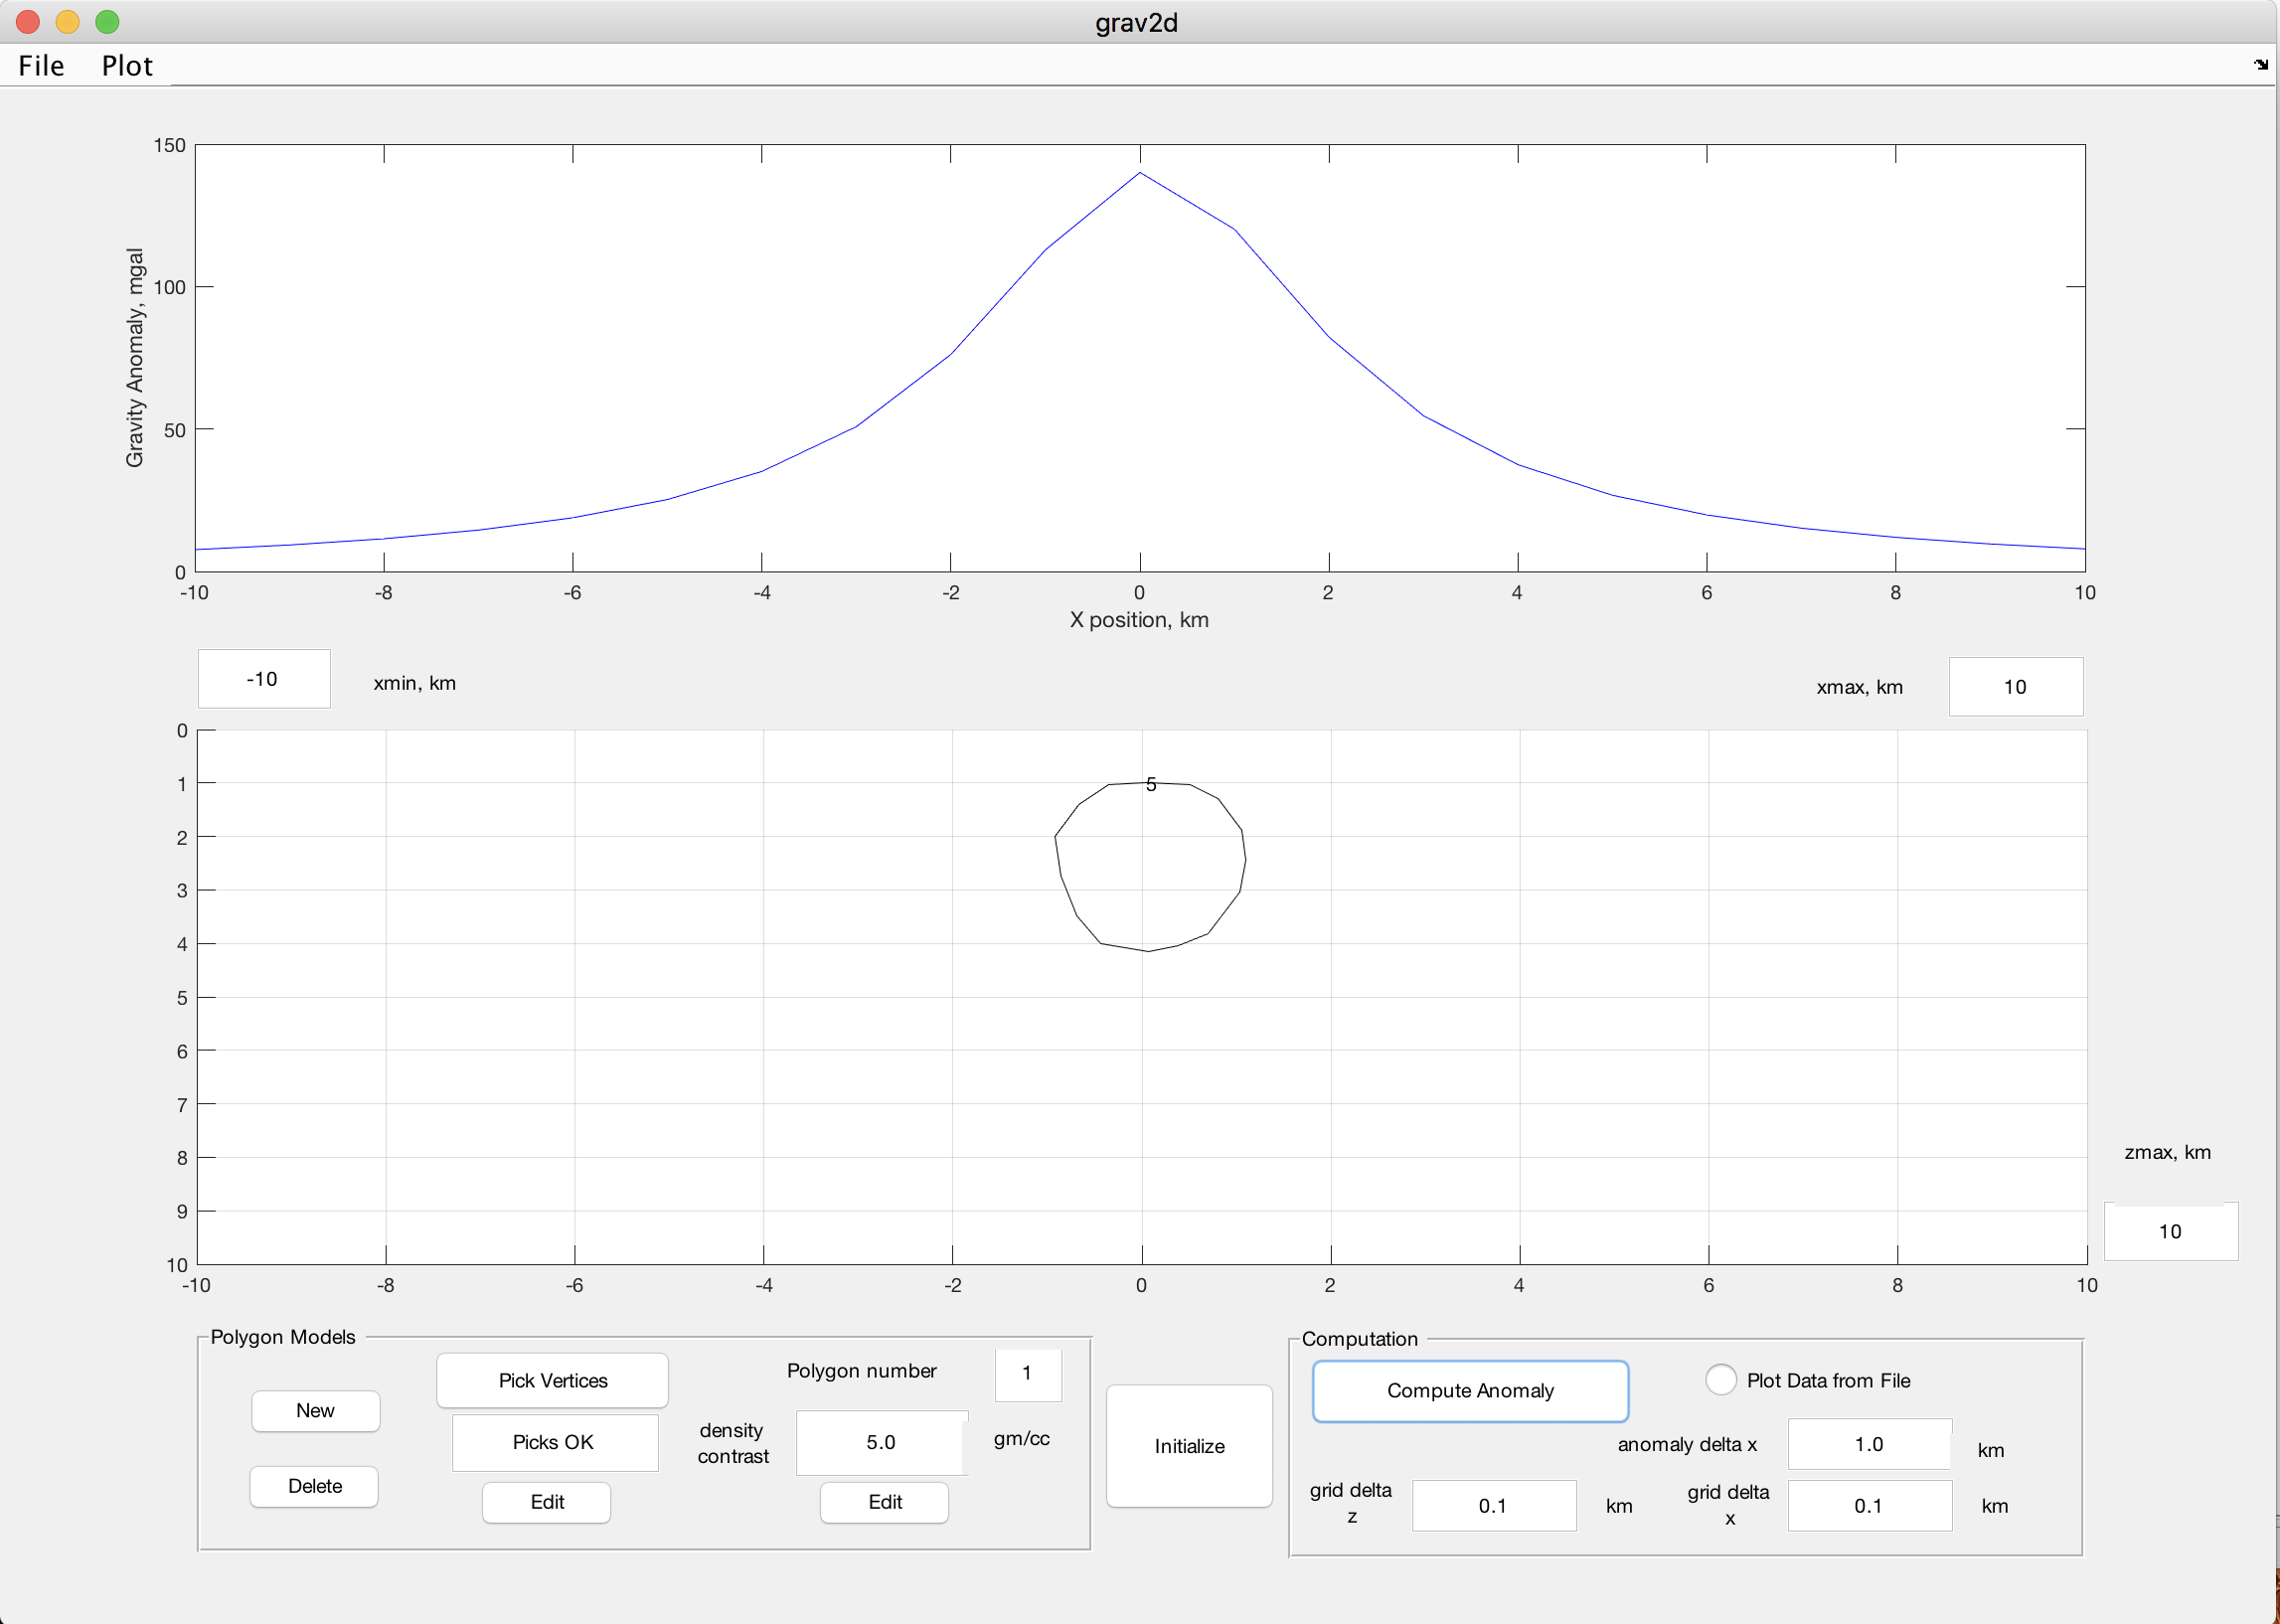 grav2d
File Plot
150
100
50
0
Gravity Anomaly, mgal
-10 -8 -6 -4 -2 0 2 4 6 8 10
X position, km
-10 xmin, km xmax, km 10
0
1
5
2
3
4
5
6
7
8
9
10
zmax, km
10
-10 -8 -6 -4 -2 0 2 4 6 8 10
Polygon Models
New
Delete
Pick Vertices
Picks OK
Edit
Polygon number 1
density
contrast
5.0 gm/cc
Edit
Initialize
Computation
Compute Anomaly
Plot Data from File
anomaly delta x 1.0 km
grid delta
z
0.1 km
grid delta
x
0.1 km